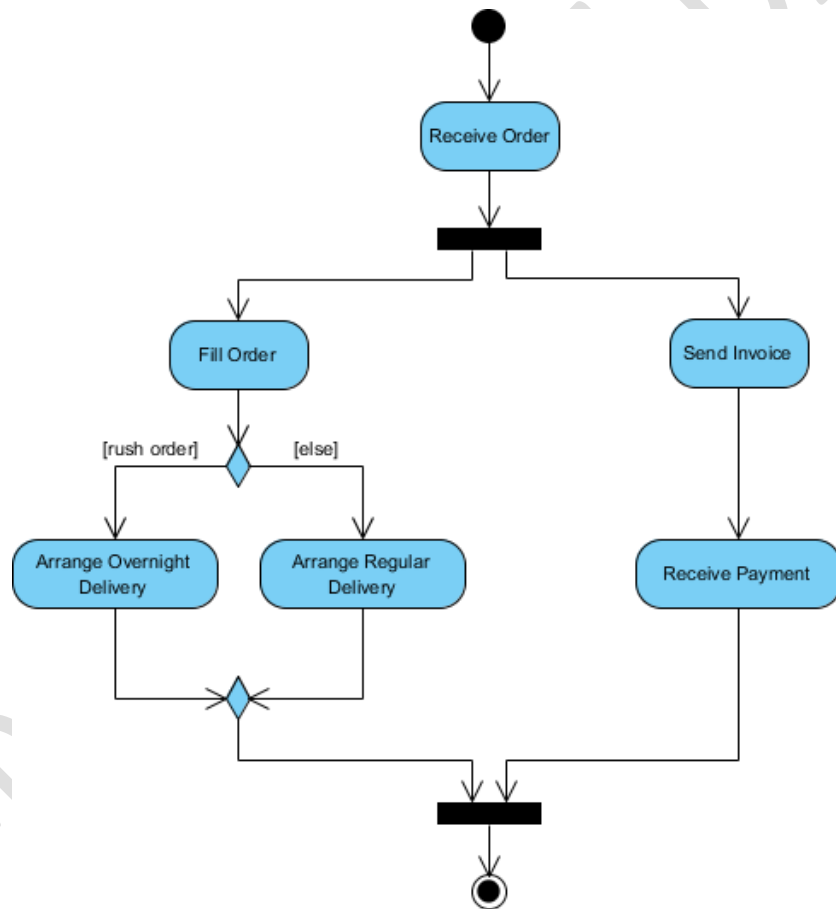 Receive Order
Fill Order
Send Invoice
[rush order]
[else]
Arrange Overnight
Delivery
Arrange Regular
Delivery
Receive Payment